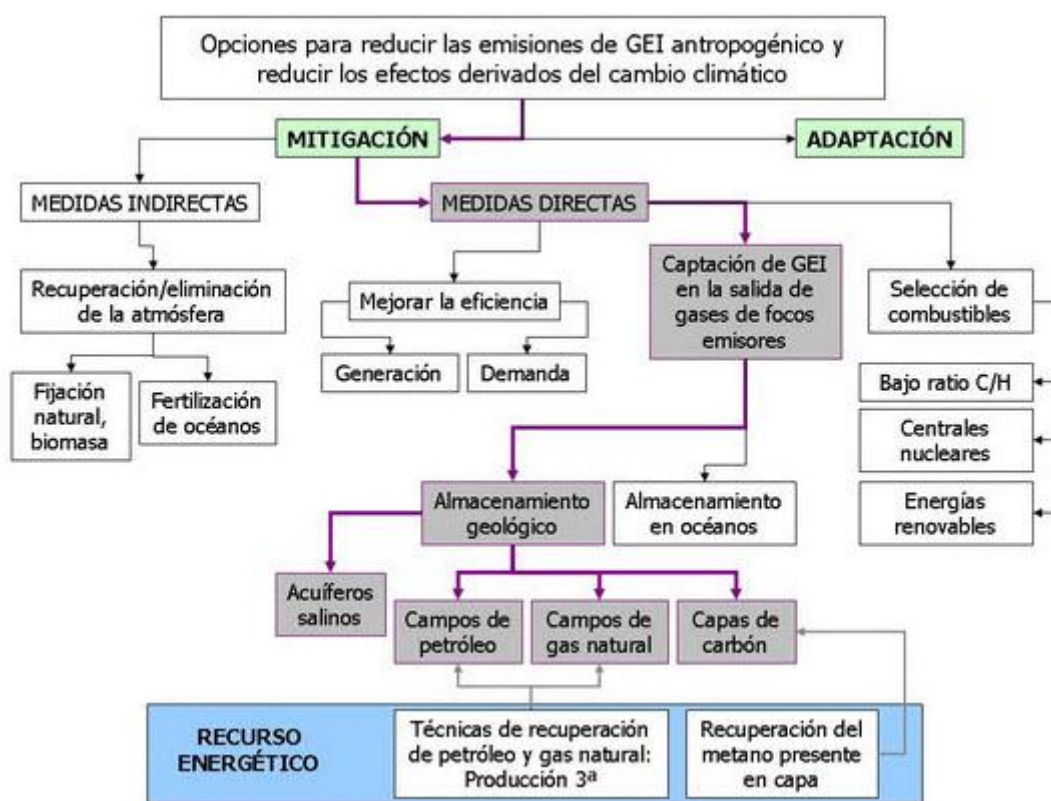 Opciones para reducir las emisiones de GEI antropogénico y
reducir los efectos derivados del cambio climático
MITIGACIÓN
ADAPTACIÓN
MEDIDAS INDIRECTAS
MEDIDAS DIRECTAS
Recuperación/eliminación
de la atmósfera
Mejorar la eficiencia
Captación de GEI
en la salida de
gases de focos
emisores
Selección de
combustibles
Fijación
natural,
biomasa
Fertilización
de océanos
Generación
Demanda
Bajo ratio C/H
Centrales
nucleares
Energías
renovables
Almacenamiento
geológico
Almacenamiento
en océanos
Acuíferos
salinos
Campos de
petróleo
Campos de
gas natural
Capas de
carbón
RECURSO
ENERGÉTICO
Técnicas de recuperación
de petróleo y gas natural:
Producción 3ª
Recuperación del
metano presente
en capa